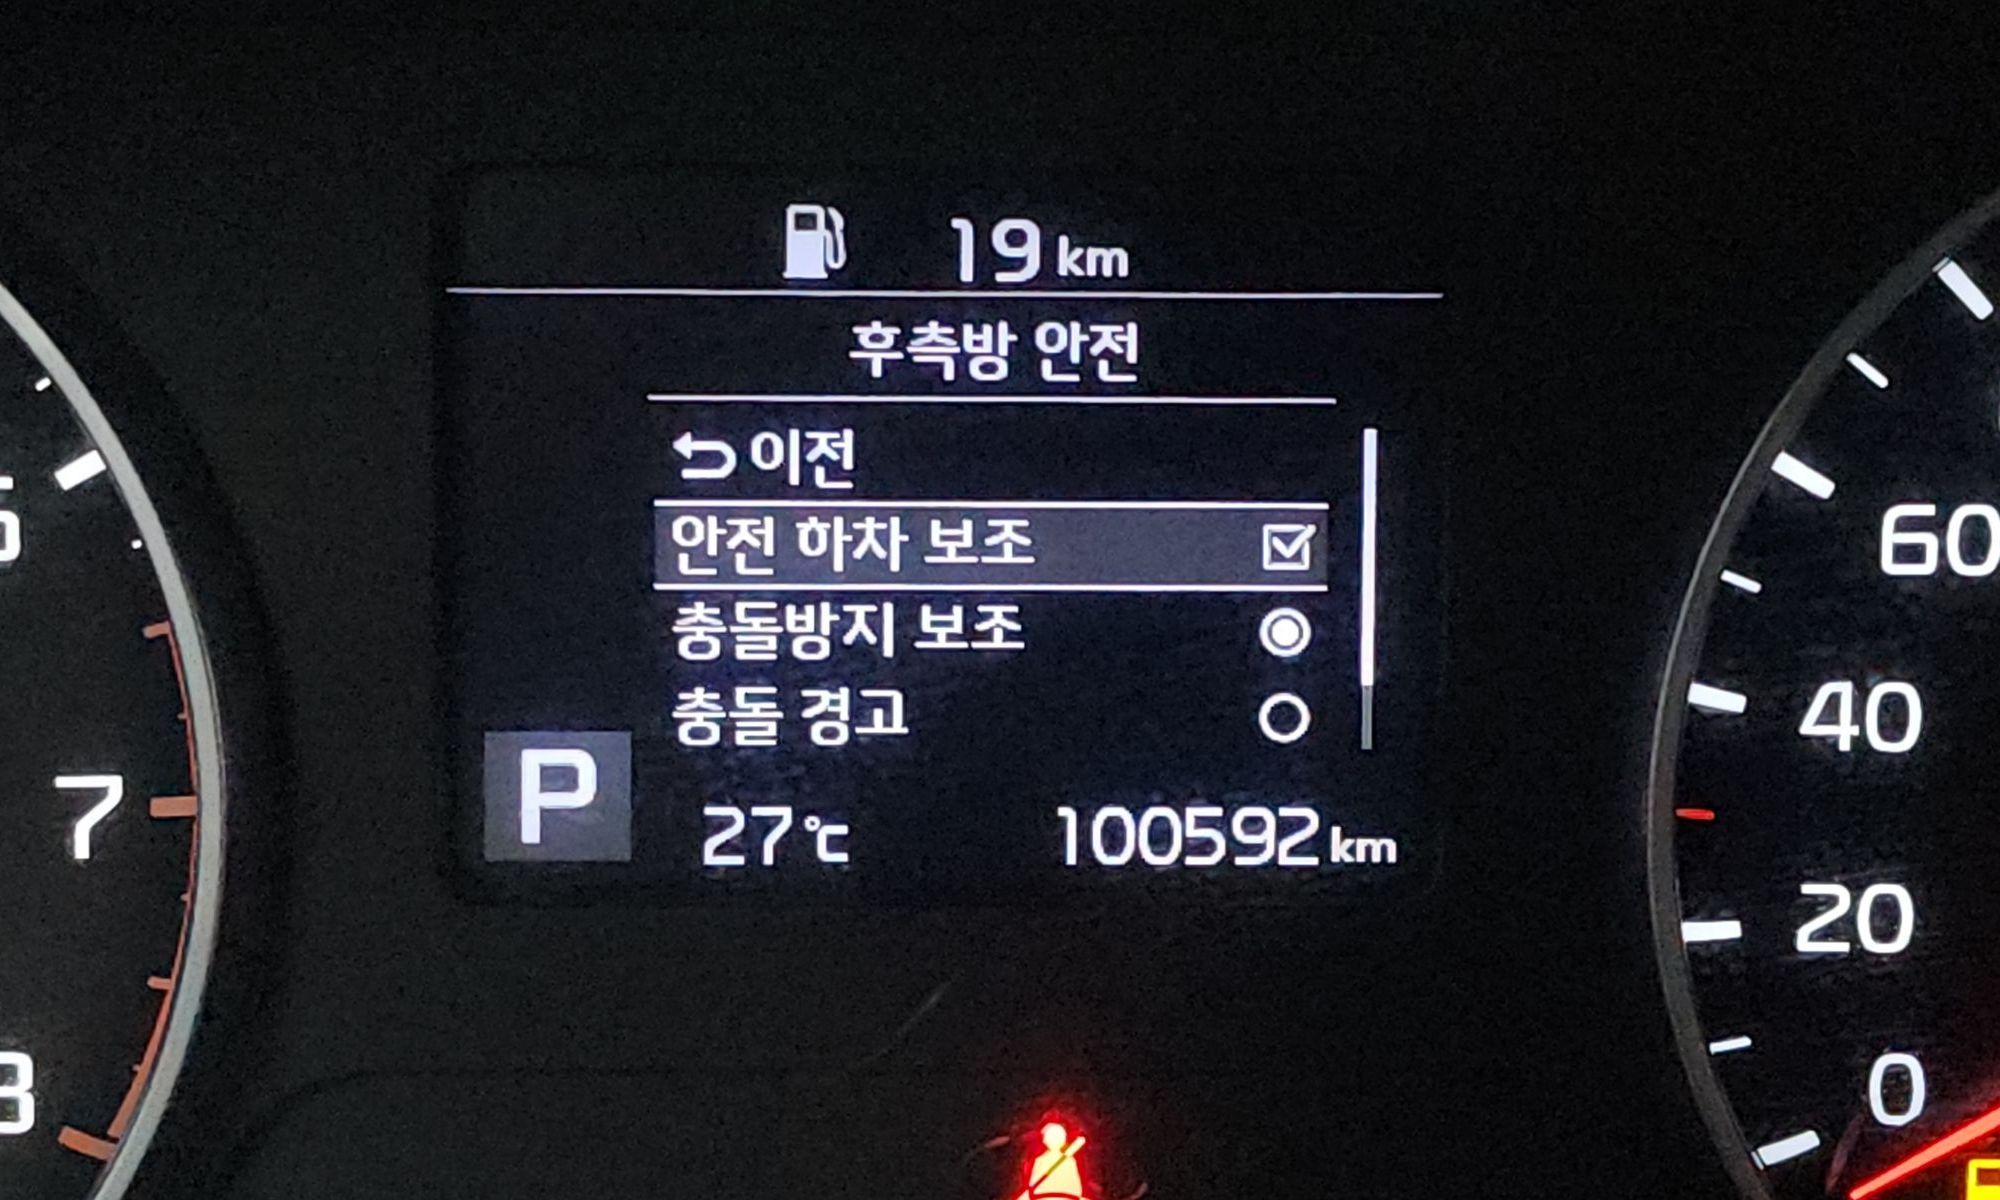 19 km
후측방 안전
이전
안전 하차 보조
충돌방지 보조
충돌 경고
P
27℃ 100592 km
7
60
40
20
0